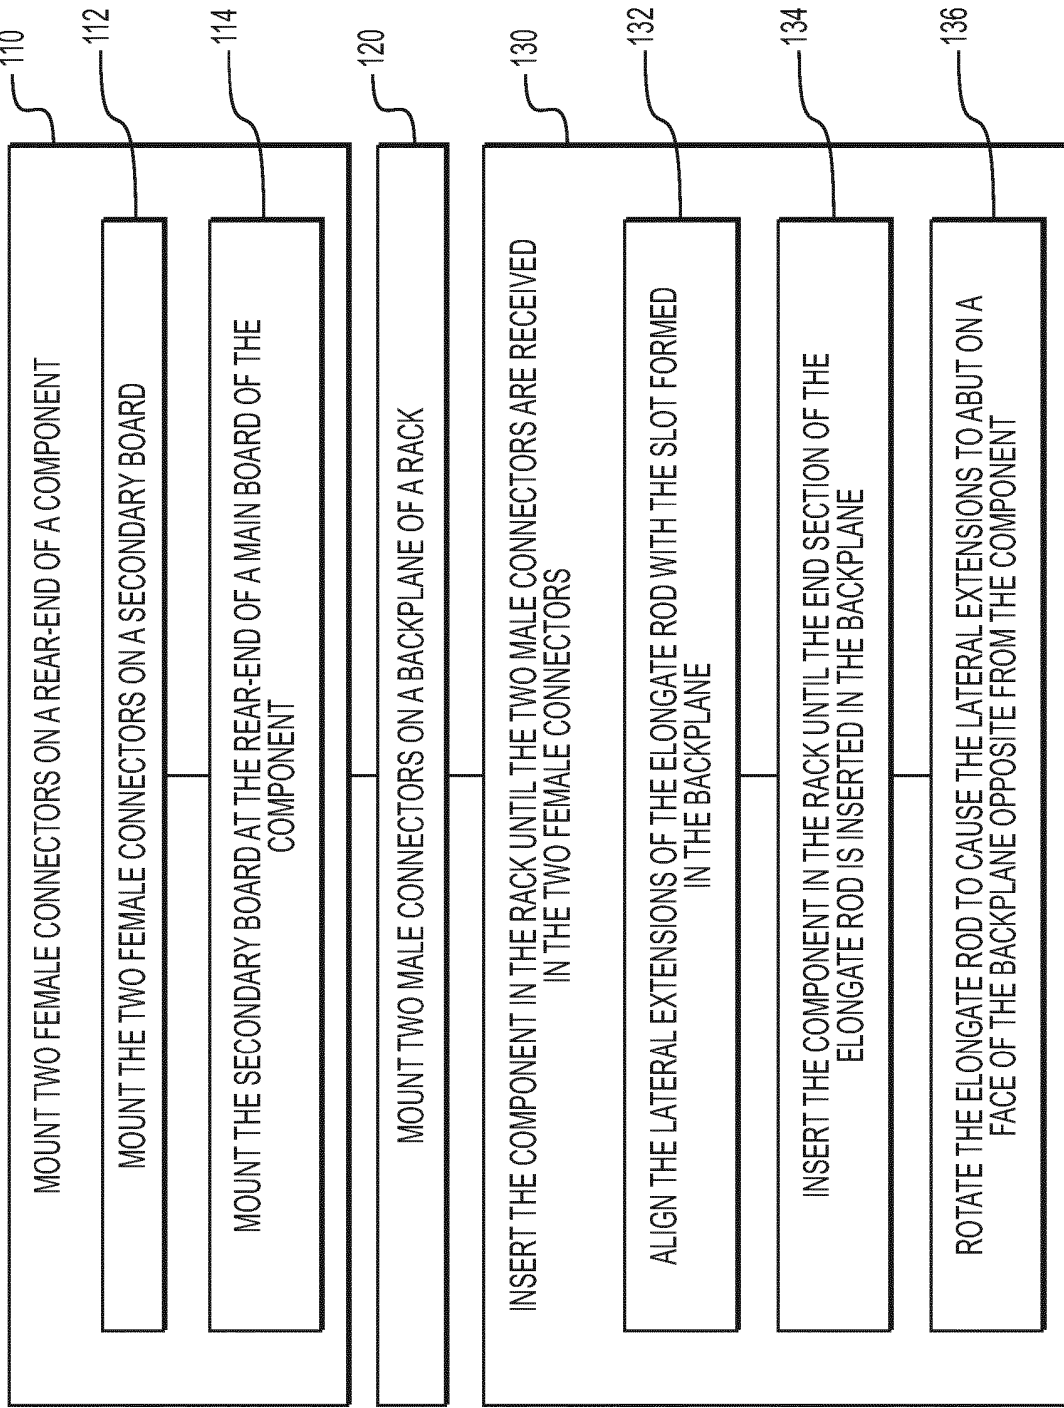 110
MOUNT TWO FEMALE CONNECTORS ON A REAR-END OF A COMPONENT
112
MOUNT THE TWO FEMALE CONNECTORS ON A SECONDARY BOARD
114
MOUNT THE SECONDARY BOARD AT THE REAR-END OF A MAIN BOARD OF THE
COMPONENT
120
MOUNT TWO MALE CONNECTORS ON A BACKPLANE OF A RACK
130
INSERT THE COMPONENT IN THE RACK UNTIL THE TWO MALE CONNECTORS ARE RECEIVED
IN THE TWO FEMALE CONNECTORS
132
ALIGN THE LATERAL EXTENSIONS OF THE ELONGATE ROD WITH THE SLOT FORMED
IN THE BACKPLANE
134
INSERT THE COMPONENT IN THE RACK UNTIL THE END SECTION OF THE
ELONGATE ROD IS INSERTED IN THE BACKPLANE
136
ROTATE THE ELONGATE ROD TO CAUSE THE LATERAL EXTENSIONS TO ABUT ON A
FACE OF THE BACKPLANE OPPOSITE FROM THE COMPONENT